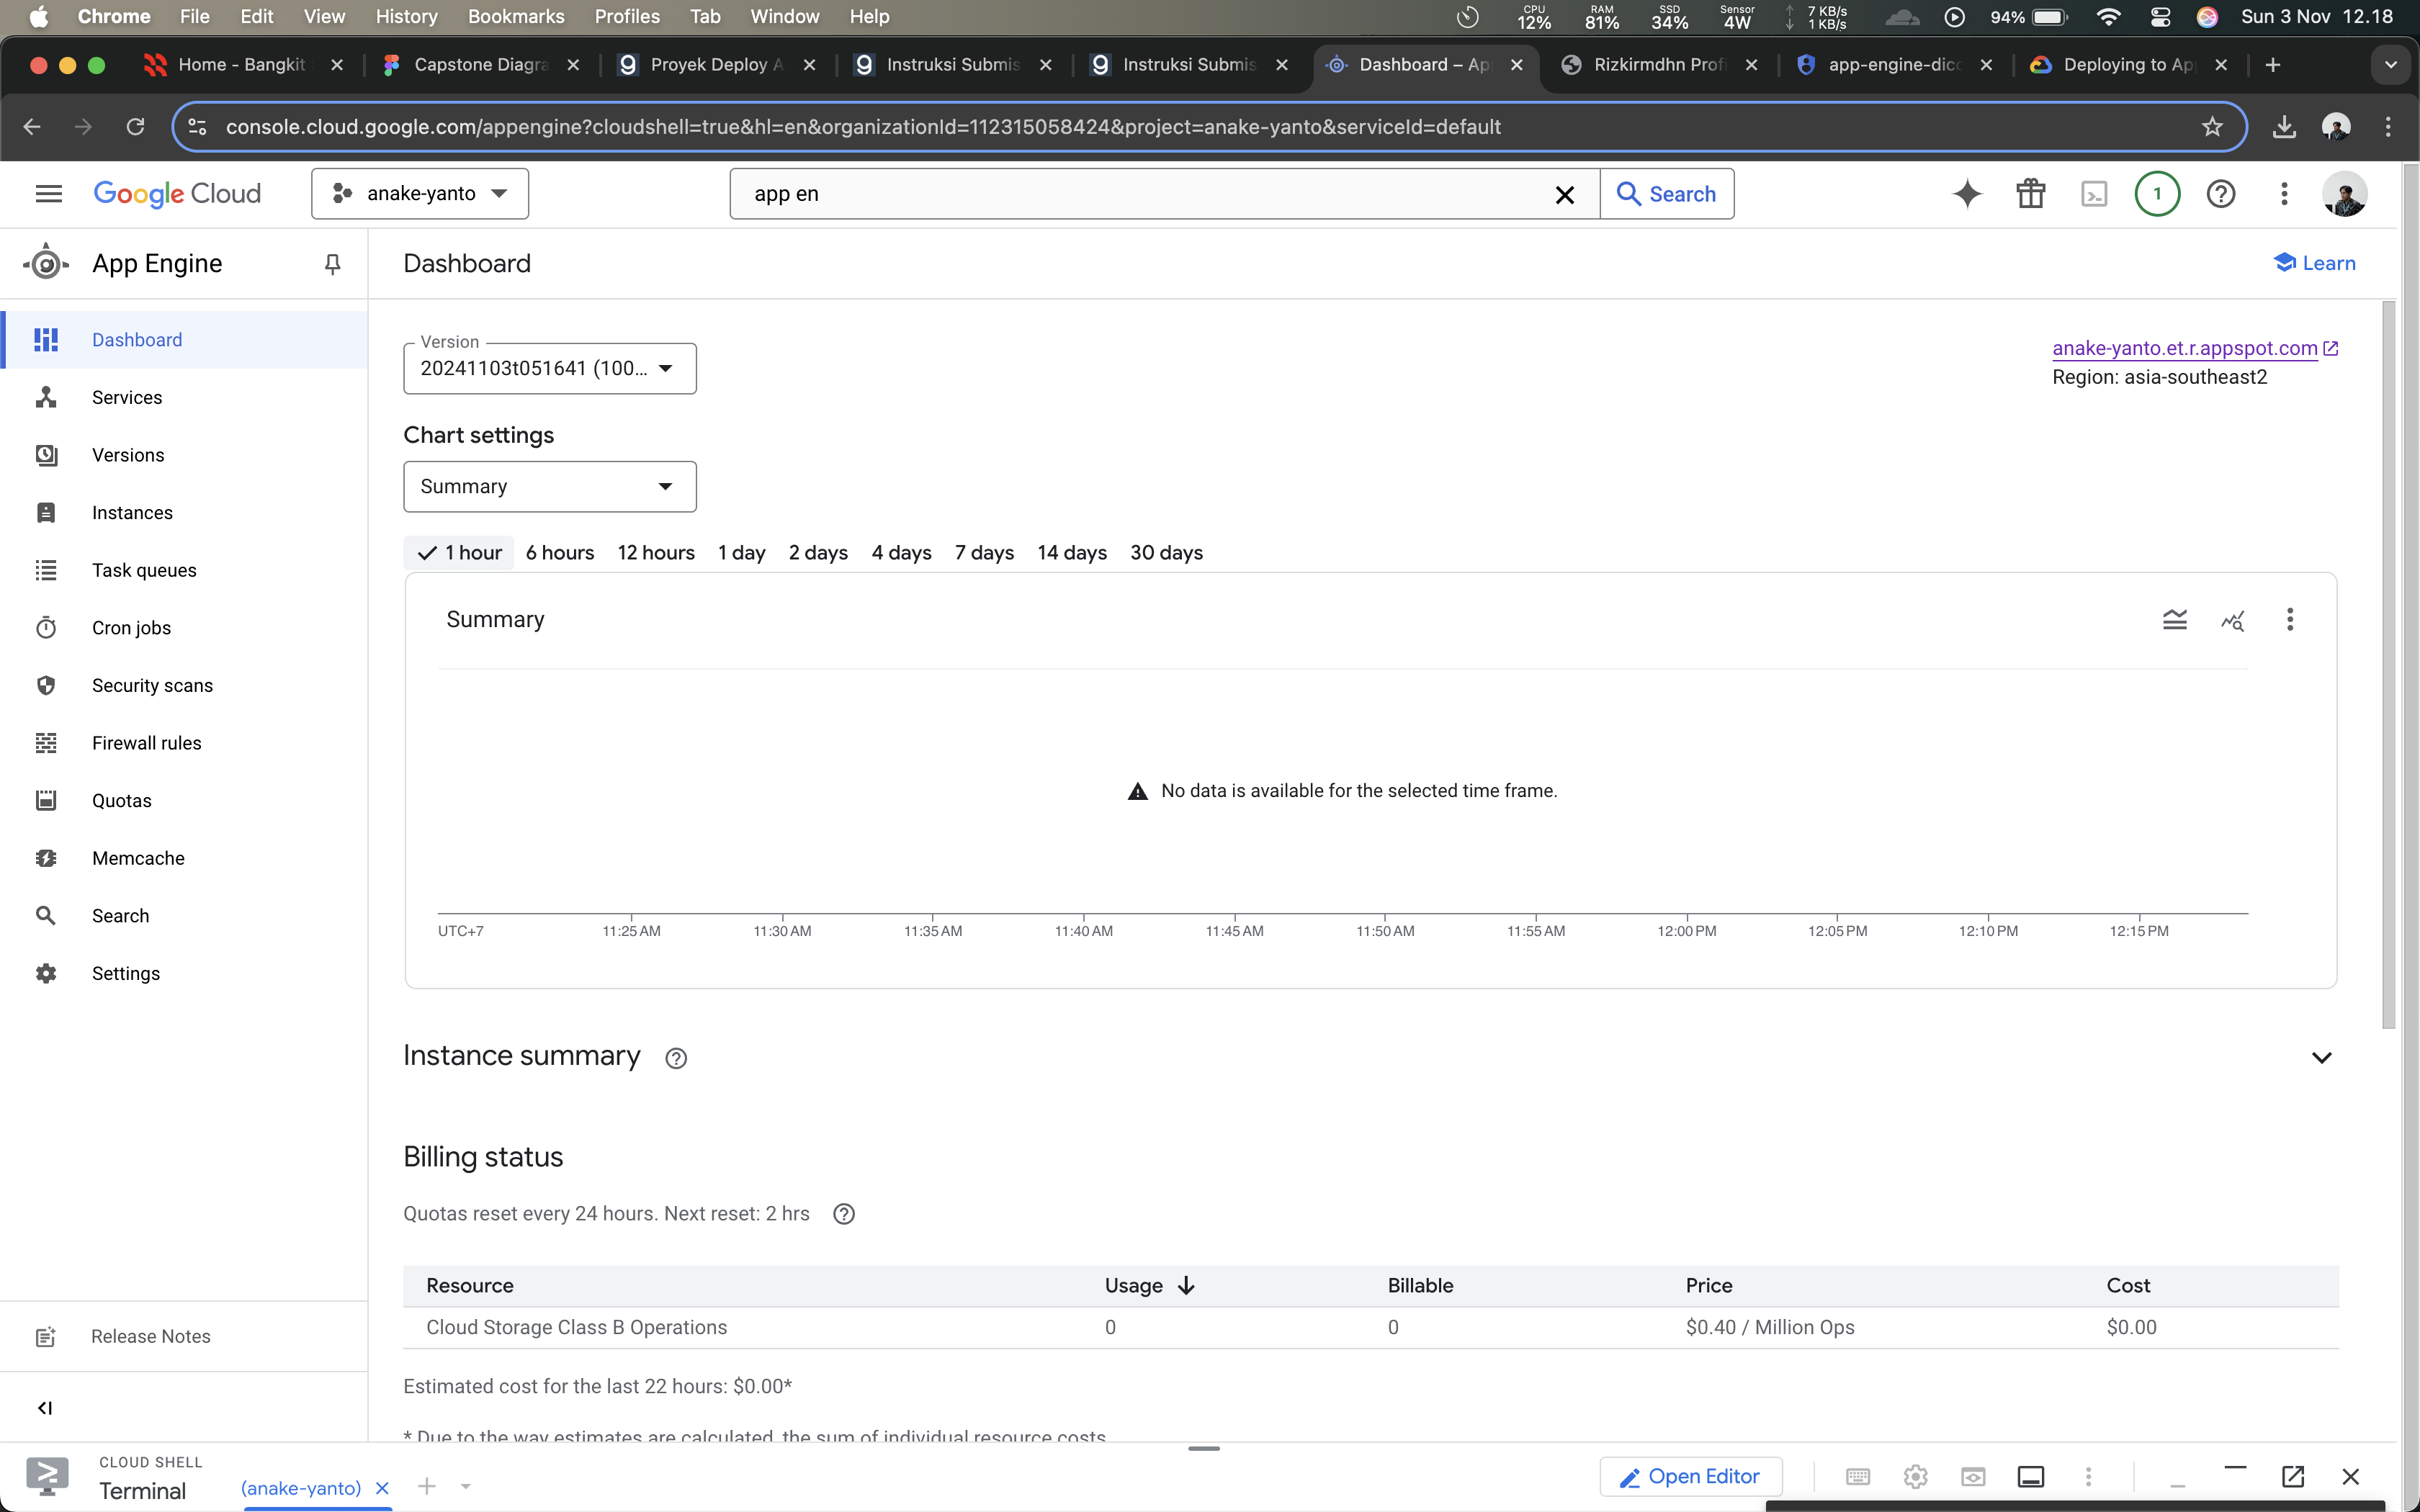 Chrome File Edit View History Bookmarks Profiles Tab Window Help
CPU 12% RAM 81% SSD 34% Sensor 4W 7 KB/s 1 KB/s 94% Sun 3 Nov 12.18
Home - Bangkit
Capstone Diagra
Proyek Deploy A
Instruksi Submis
Instruksi Submis
Dashboard – Ap
Rizkirmdhn Profi
app-engine-dico
Deploying to Ap
console.cloud.google.com/appengine?cloudshell=true&hl=en&organizationId=112315058424&project=anake-yanto&serviceId=default
Google Cloud
anake-yanto
app en
Search
1
App Engine
Dashboard
Services
Versions
Instances
Task queues
Cron jobs
Security scans
Firewall rules
Quotas
Memcache
Search
Settings
Release Notes
Dashboard
Learn
Version
20241103t051641 (100...
anake-yanto.et.r.appspot.com
Region: asia-southeast2
Chart settings
Summary
1 hour 6 hours 12 hours 1 day 2 days 4 days 7 days 14 days 30 days
Summary
No data is available for the selected time frame.
UTC+7 11:25 AM 11:30 AM 11:35 AM 11:40 AM 11:45 AM 11:50 AM 11:55 AM 12:00 PM 12:05 PM 12:10 PM 12:15 PM
Instance summary
Billing status
Quotas reset every 24 hours. Next reset: 2 hrs
Resource Usage Billable Price Cost
Cloud Storage Class B Operations 0 0 $0.40 / Million Ops $0.00
Estimated cost for the last 22 hours: $0.00*
* Due to the way estimates are calculated, the sum of individual resource costs
CLOUD SHELL
Terminal
(anake-yanto)
Open Editor